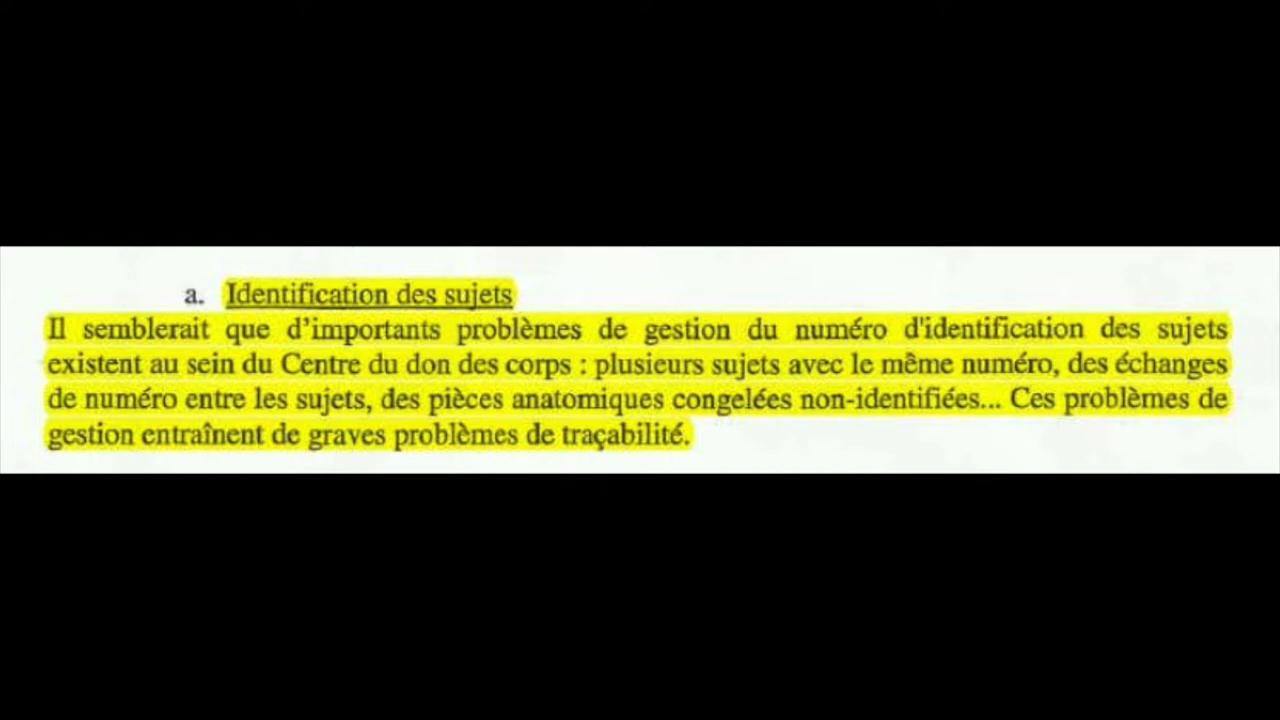 a. Identification des sujets
Il semblerait que d’importants problèmes de gestion du numéro d'identification des sujets
existent au sein du Centre du don des corps : plusieurs sujets avec le même numéro, des échanges
de numéro entre les sujets, des pièces anatomiques congelées non-identifiées... Ces problèmes de
gestion entraînent de graves problèmes de traçabilité.